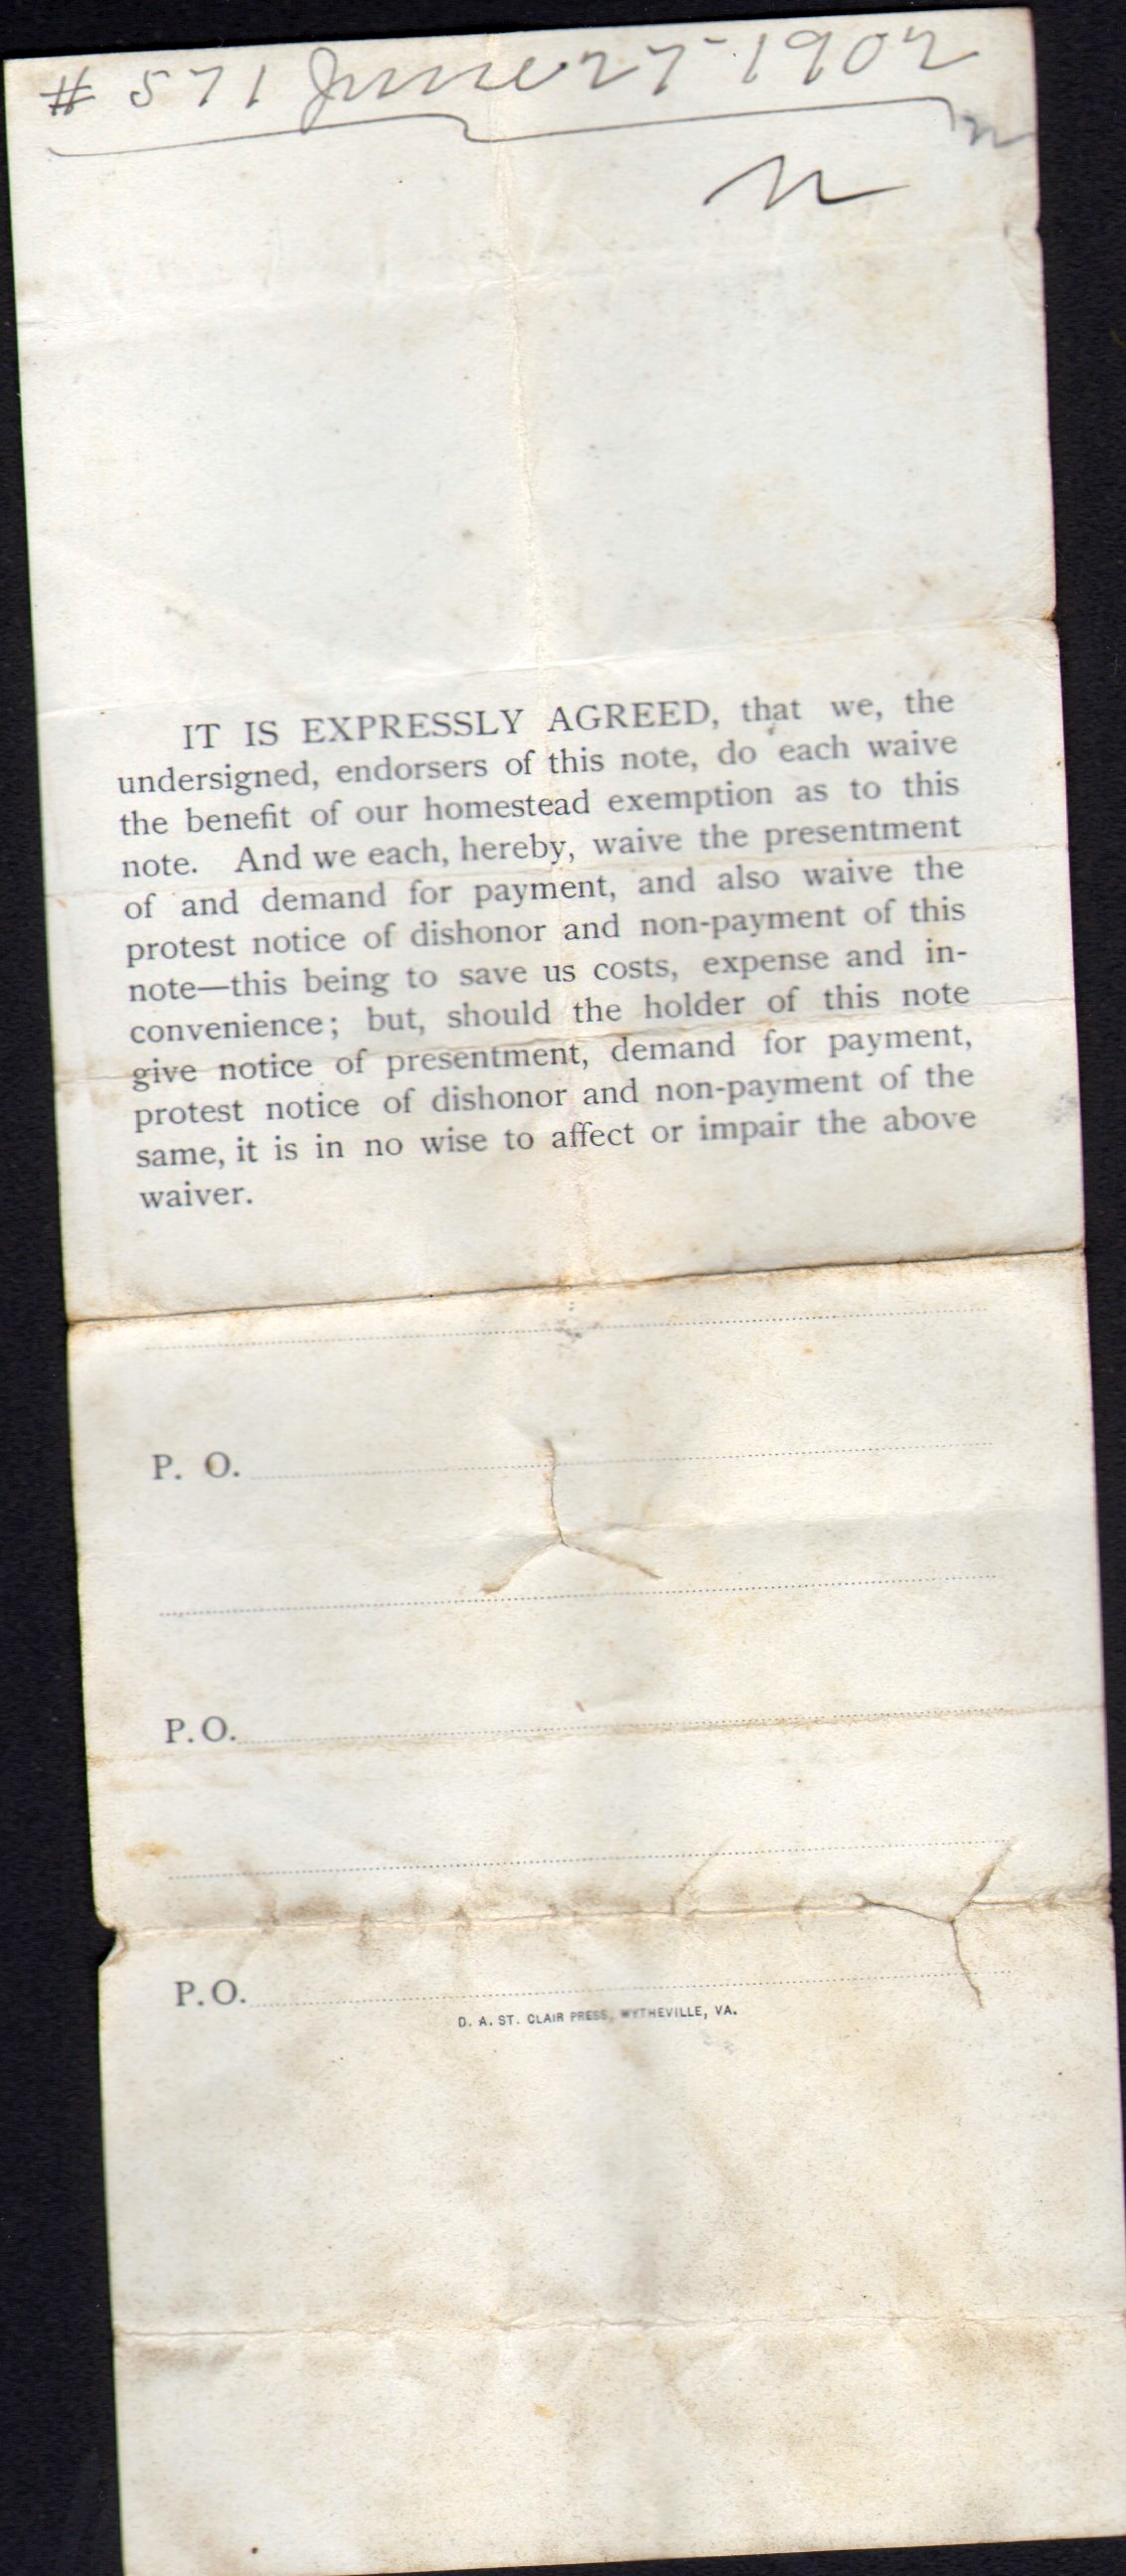 # 571 June 27-1902
n
n
IT IS EXPRESSLY AGREED, that we, the
undersigned, endorsers of this note, do each waive
the benefit of our homestead exemption as to this
note. And we each, hereby, waive the presentment
of and demand for payment, and also waive the
protest notice of dishonor and non-payment of this
note—this being to save us costs, expense and in-
convenience; but, should the holder of this note
give notice of presentment, demand for payment,
protest notice of dishonor and non-payment of the
same, it is in no wise to affect or impair the above
waiver.
P. O.
P.O.
P.O.
D. A. ST. CLAIR PRESS, WYTHEVILLE, VA.